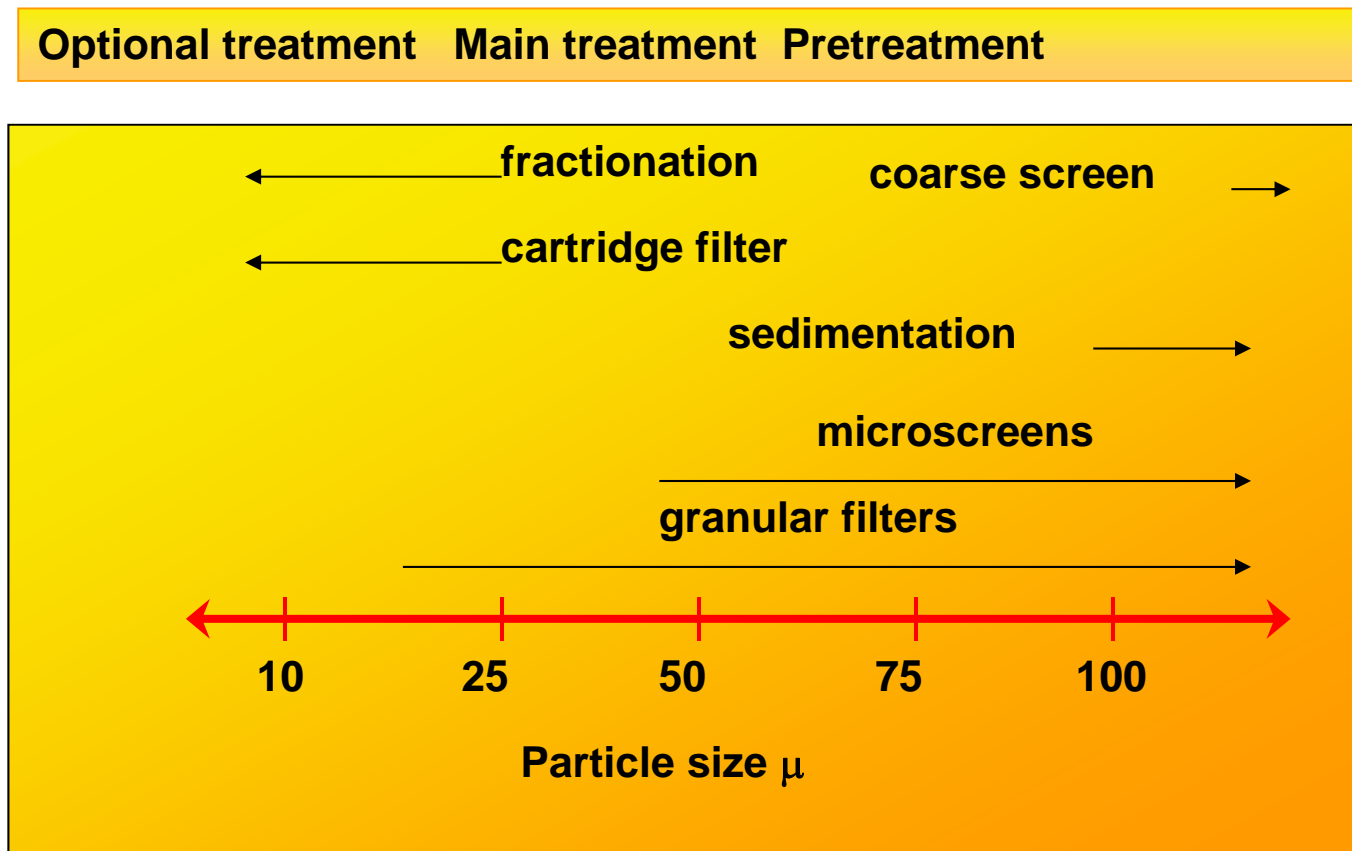 Optional treatment Main treatment Pretreatment
fractionation
coarse screen
cartridge filter
sedimentation
microscreens
granular filters
10 25 50 75 100
Particle size μ